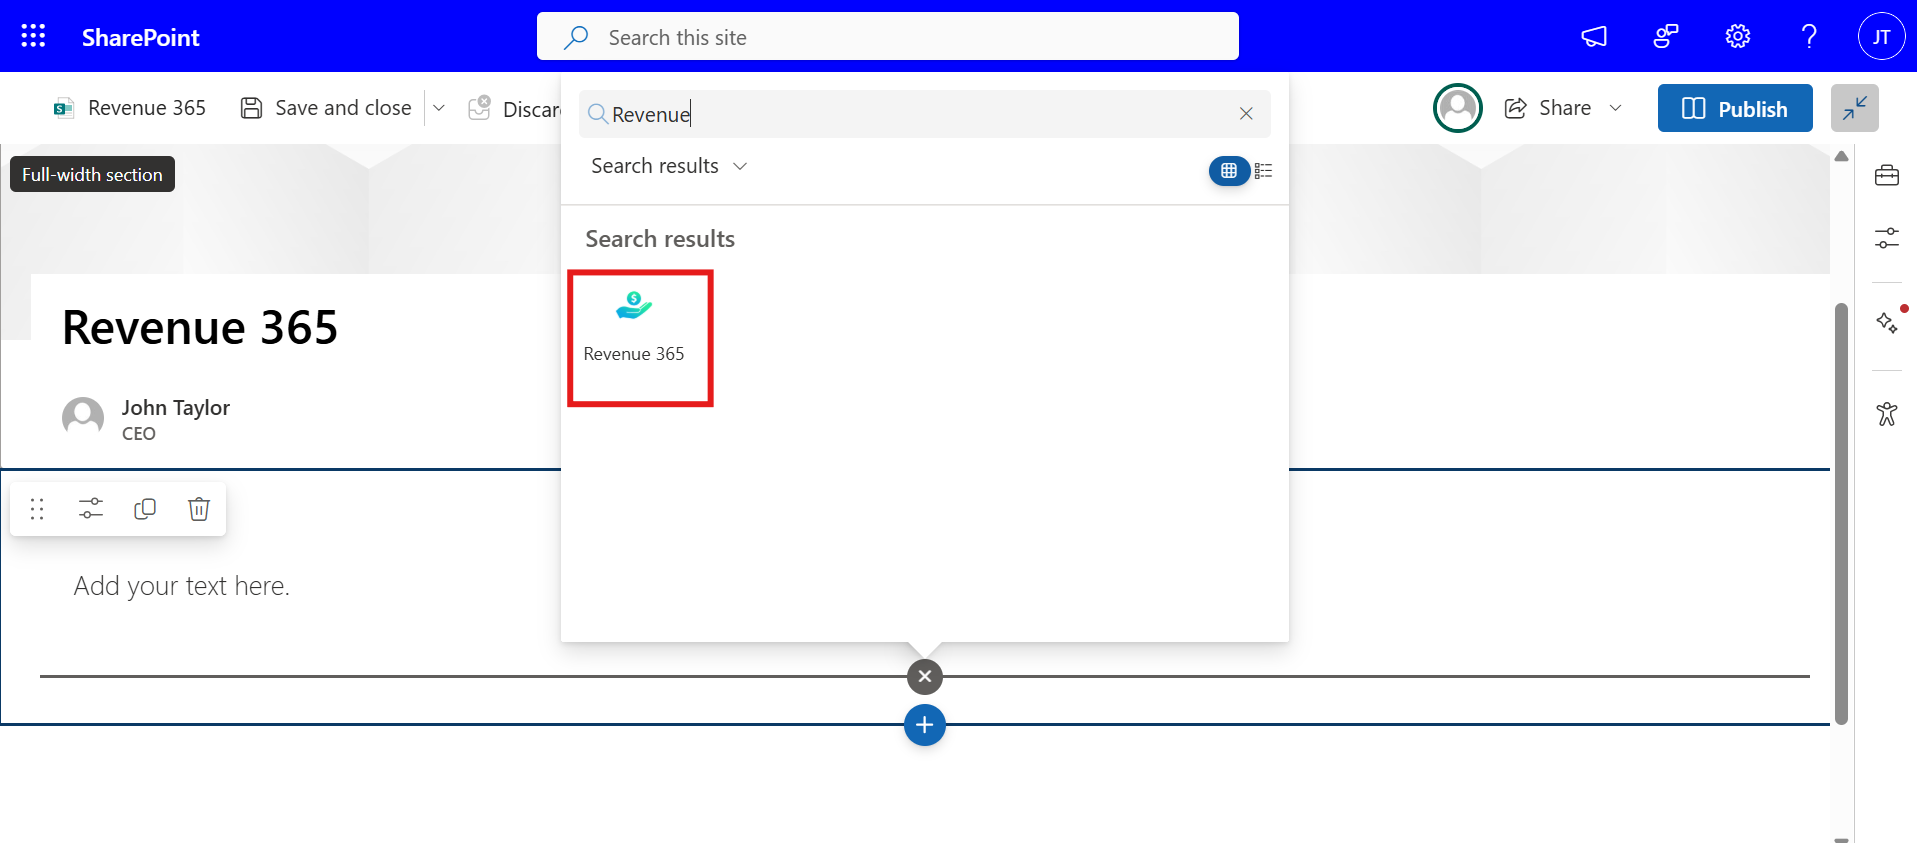 SharePoint
Search this site
JT
Revenue 365
Save and close
Discar
Share
Publish
Revenue
Search results
Full-width section
Search results
Revenue 365
Revenue 365
John Taylor
CEO
Add your text here.